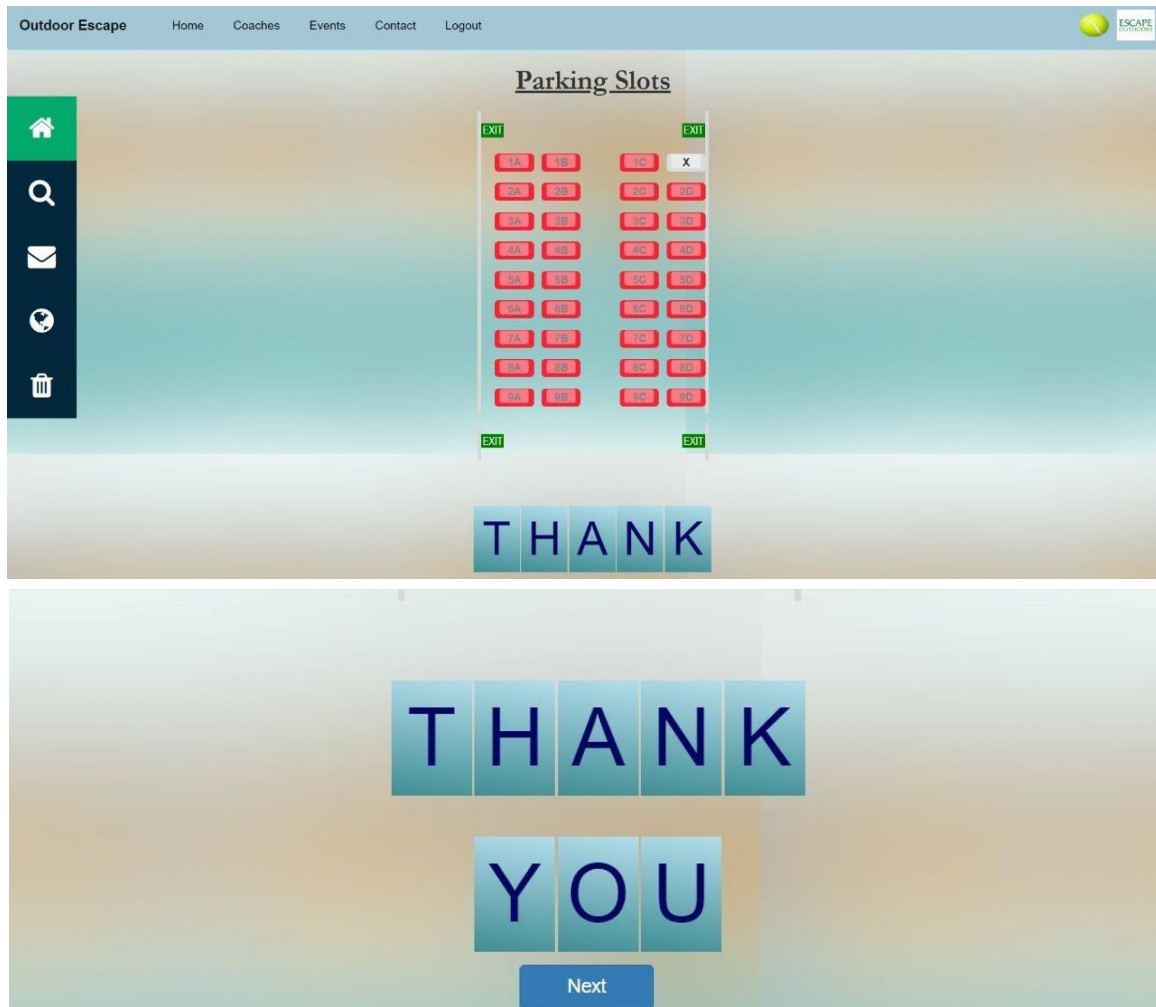 Outdoor Escape Home Coaches Events Contact Logout ESCAPE
OUTDOORS
Parking Slots
EXIT EXIT
1A 1B 1C X
2A 2B 2C 2D
3A 3B 3C 3D
4A 4B 4C 4D
5A 5B 5C 5D
6A 6B 6C 6D
7A 7B 7C 7D
8A 8B 8C 8D
9A 9B 9C 9D
EXIT EXIT
THANK
THANK
YOU
Next